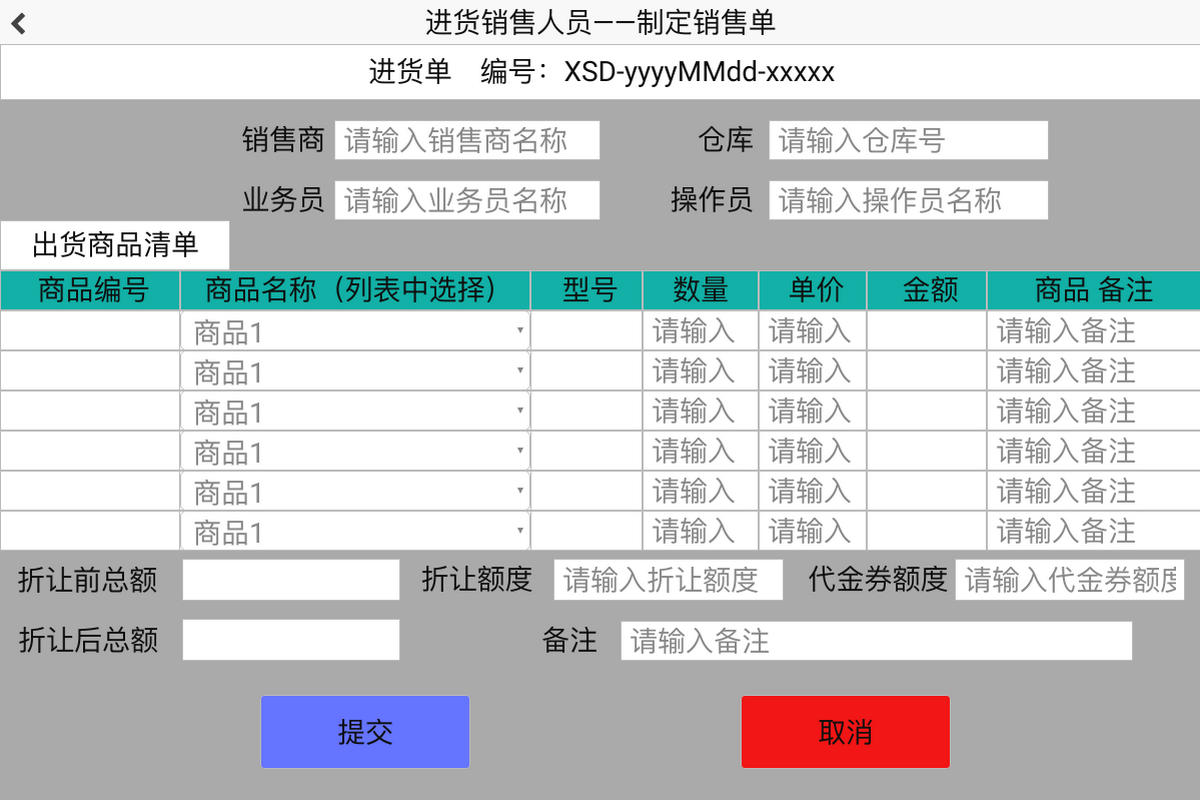 进货销售人员——制定销售单
进货单 编号：XSD-yyyyMMdd-xxxxx
销售商 请输入销售商名称 仓库 请输入仓库号
业务员 请输入业务员名称 操作员 请输入操作员名称
出货商品清单
商品编号 商品名称（列表中选择） 型号 数量 单价 金额 商品 备注
商品1 请输入 请输入 请输入备注
商品1 请输入 请输入 请输入备注
商品1 请输入 请输入 请输入备注
商品1 请输入 请输入 请输入备注
商品1 请输入 请输入 请输入备注
商品1 请输入 请输入 请输入备注
折让前总额 折让额度 请输入折让额度 代金券额度 请输入代金券额度
折让后总额 备注 请输入备注
提交 取消